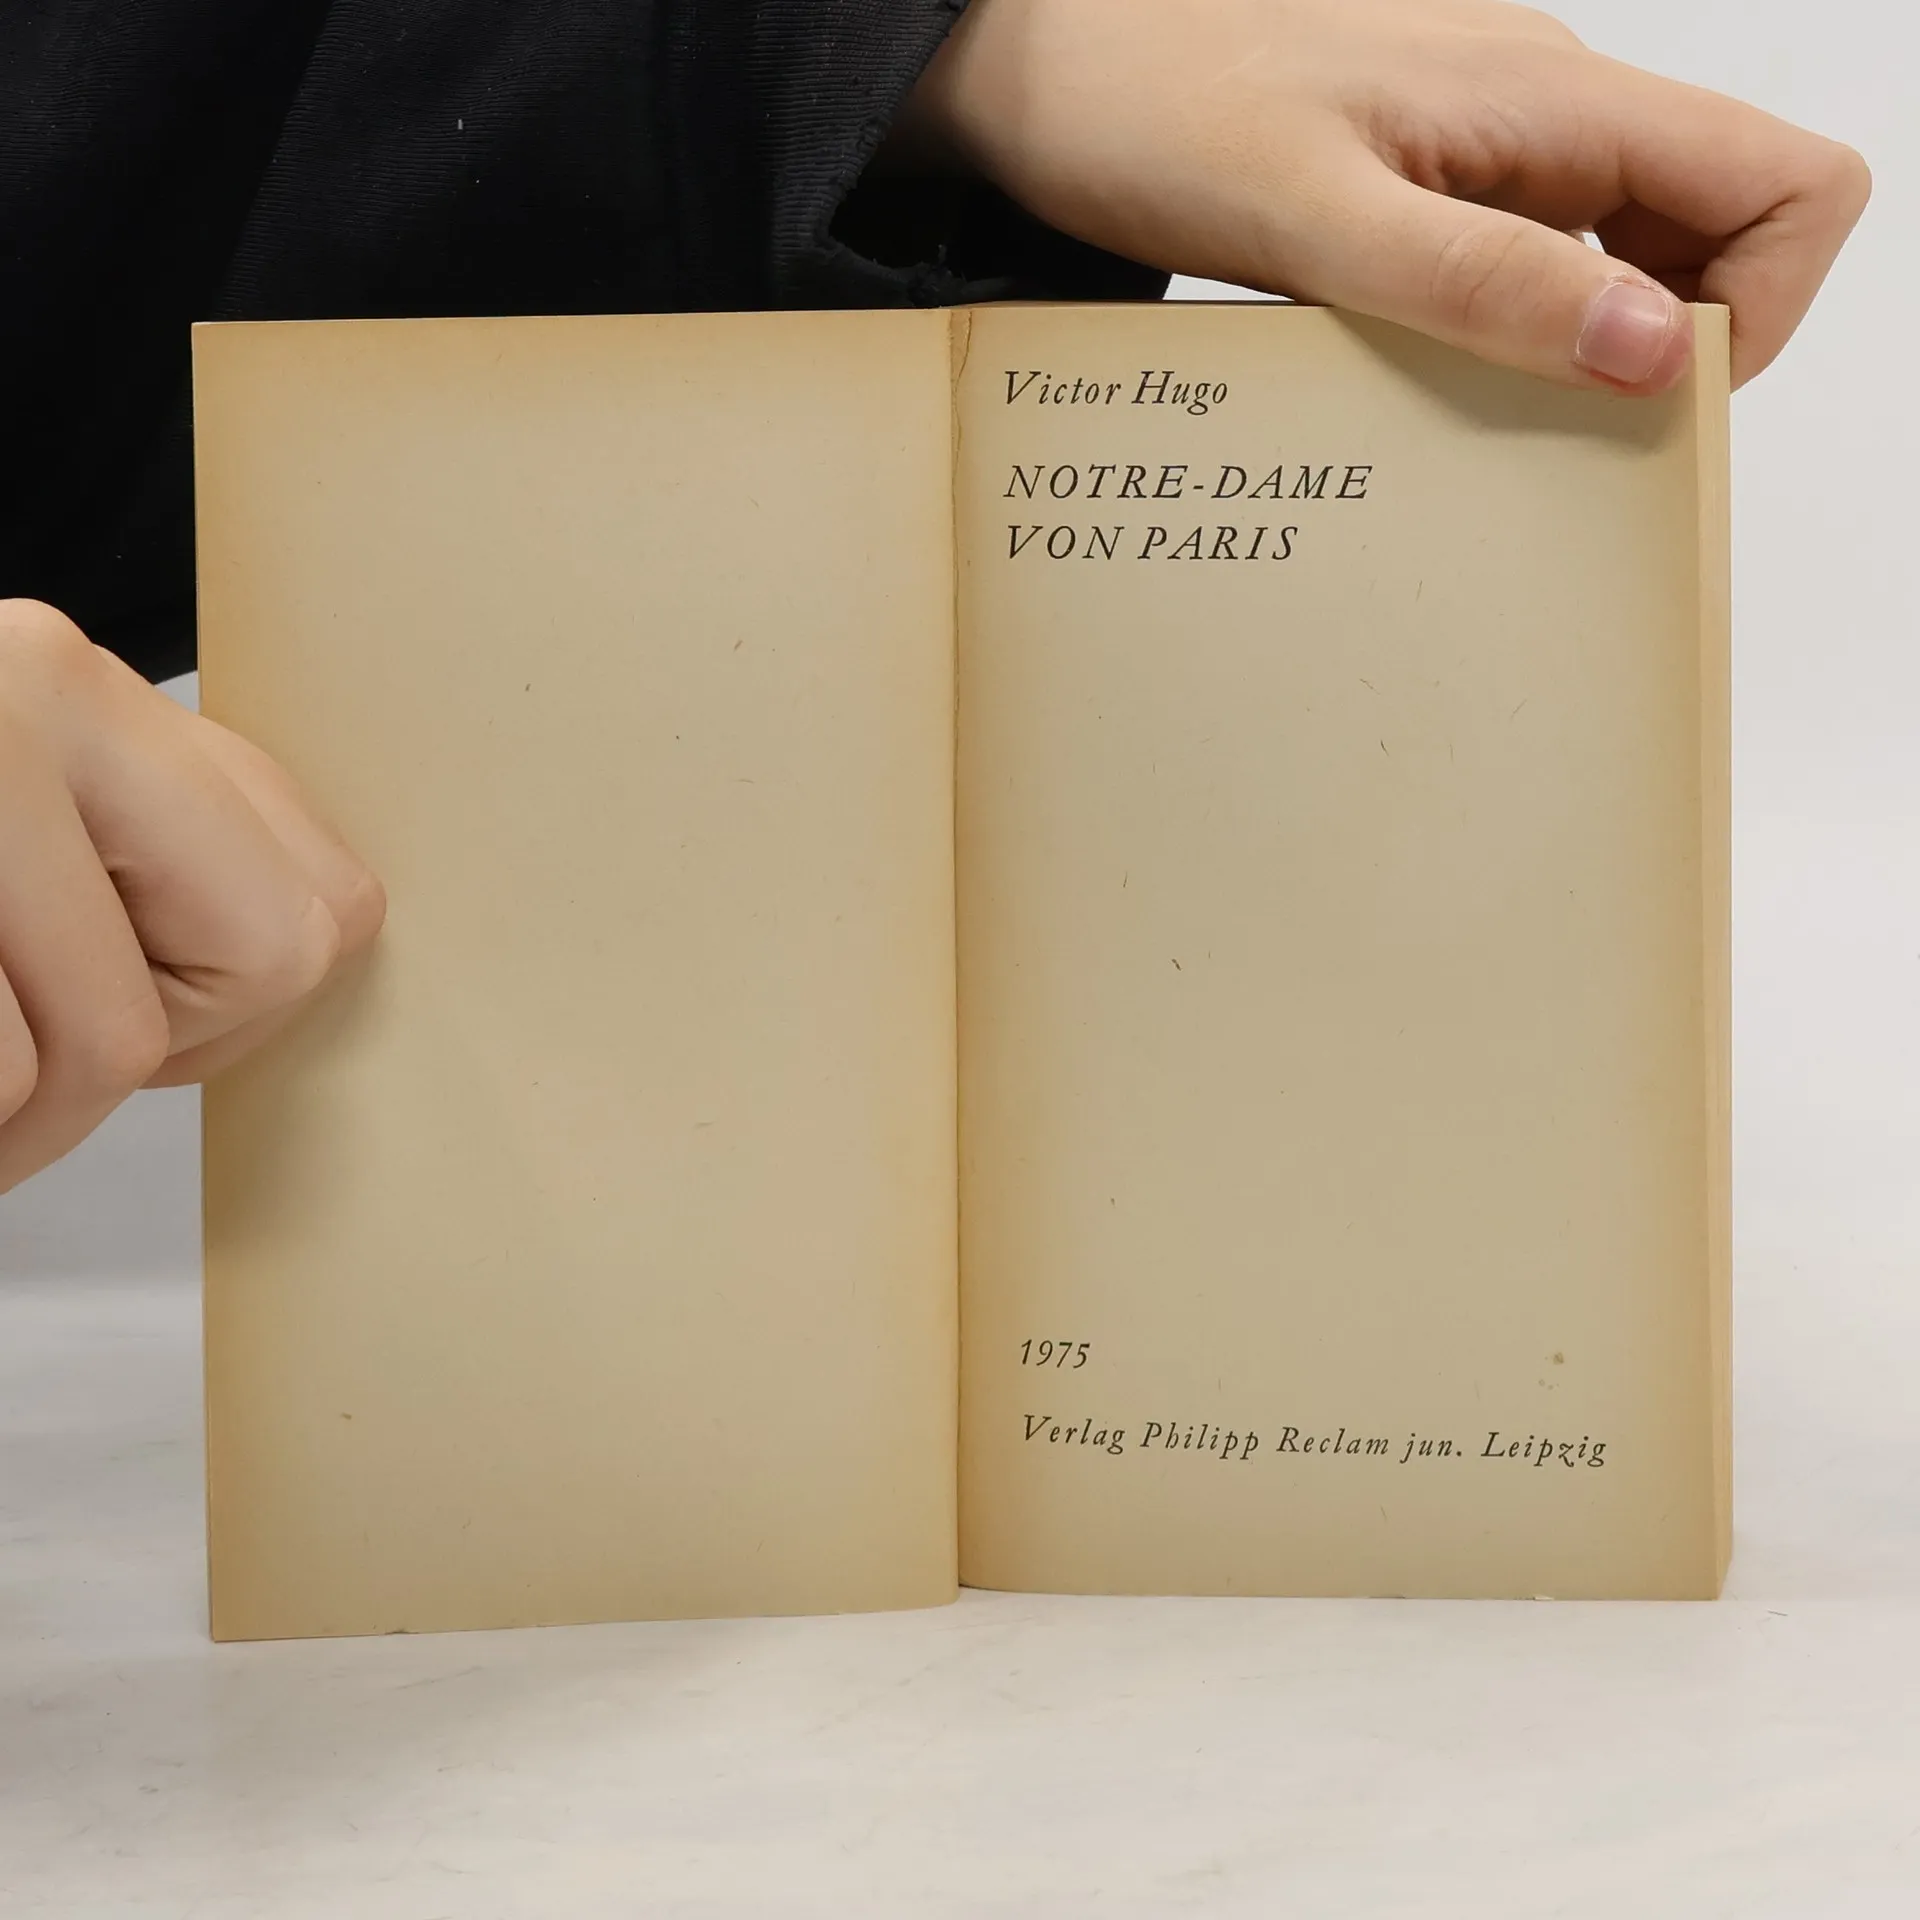 Victor Hugo
NOTRE-DAME
VON PARIS
1975
Verlag Philipp Reclam jun. Leipzig